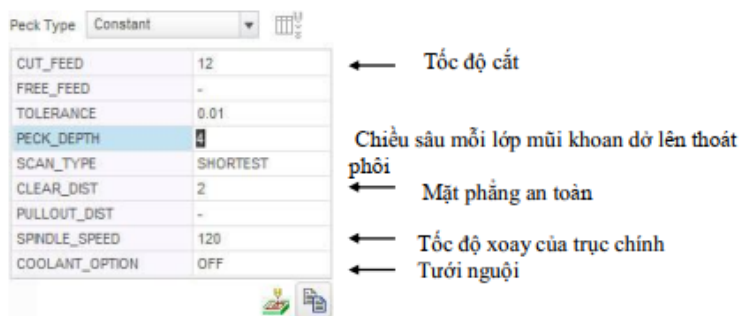 Peck Type Constant
CUT_FEED 12 Tốc độ cắt
FREE_FEED -
TOLERANCE 0.01
PECK_DEPTH 4 Chiều sâu mỗi lớp mũi khoan dở lên thoát
phôi
SCAN_TYPE SHORTEST
CLEAR_DIST 2 Mặt phẳng an toàn
PULLOUT_DIST -
SPINDLE_SPEED 120 Tốc độ xoay của trục chính
COOLANT_OPTION OFF Tưới nguội